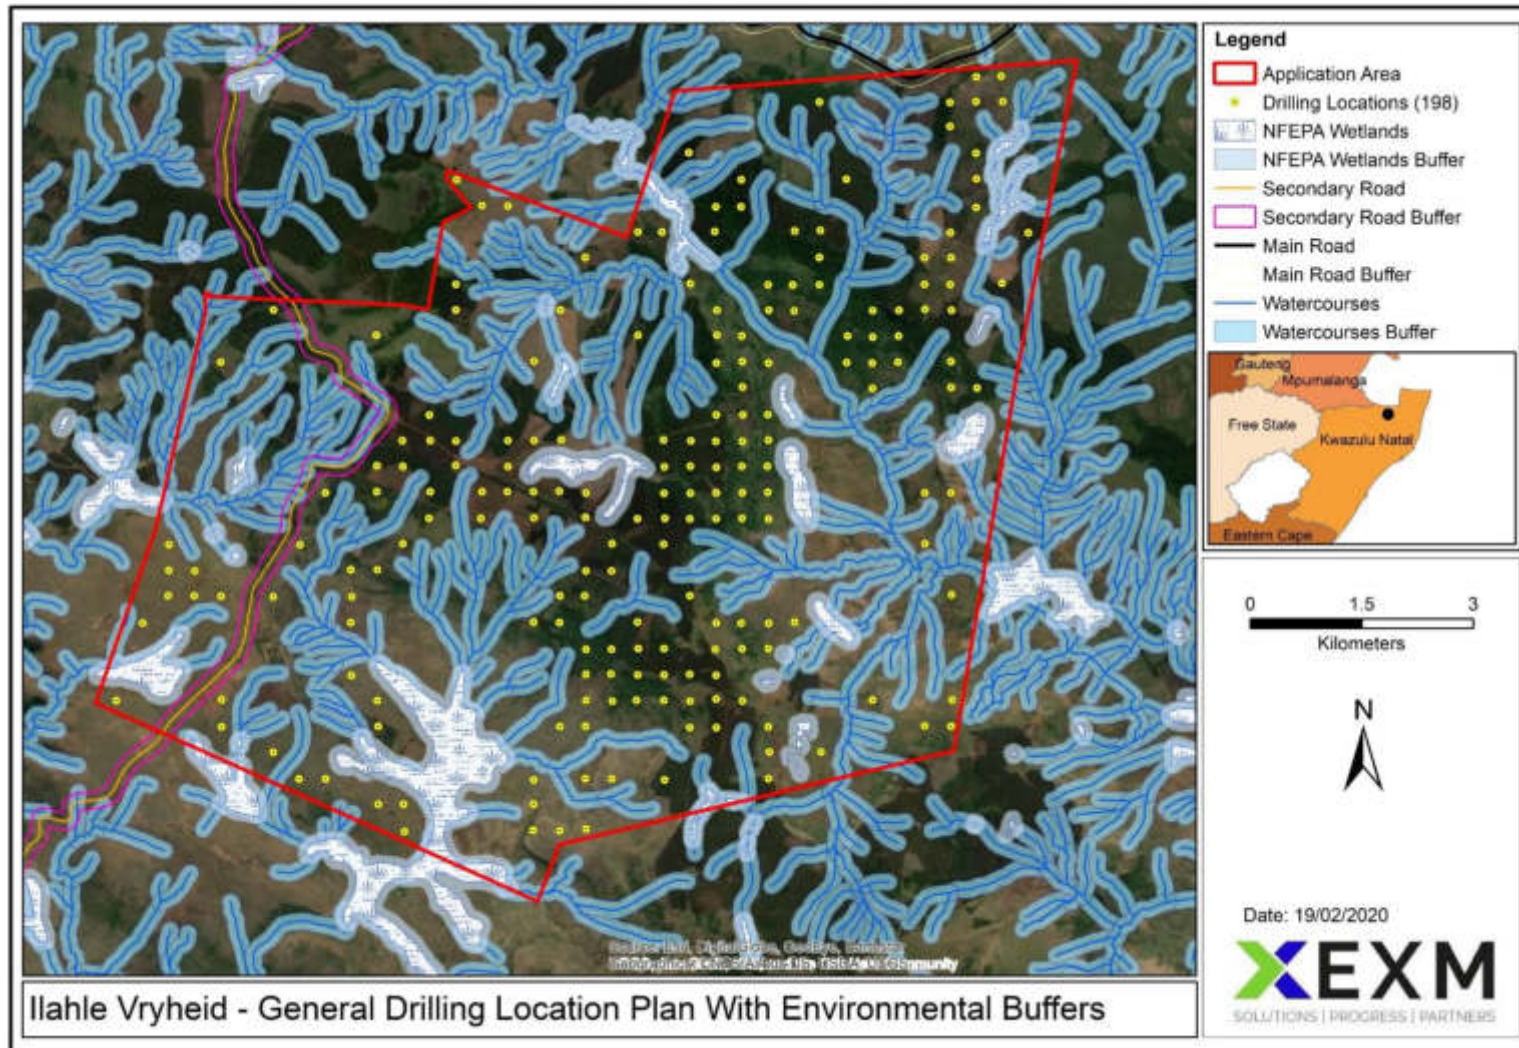 Legend
Application Area
Drilling Locations (198)
NFEPA Wetlands
NFEPA Wetlands Buffer
Secondary Road
Secondary Road Buffer
Main Road
Main Road Buffer
Watercourses
Watercourses Buffer
Gauteng
Mpumalanga
Free State
Kwazulu Natal
Eastern Cape
0 1.5 3
Kilometers
N
Date: 19/02/2020
EXM
SOLUTIONS | PROGRESS | PARTNERS
Community
Ilahle Vryheid - General Drilling Location Plan With Environmental Buffers